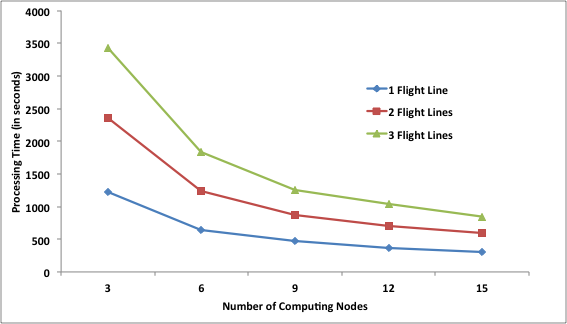 4000
3500
3000
2500
2000
1500
1000
500
0
Processing Time (in seconds)
1 Flight Line
2 Flight Lines
3 Flight Lines
3 6 9 12 15
Number of Computing Nodes